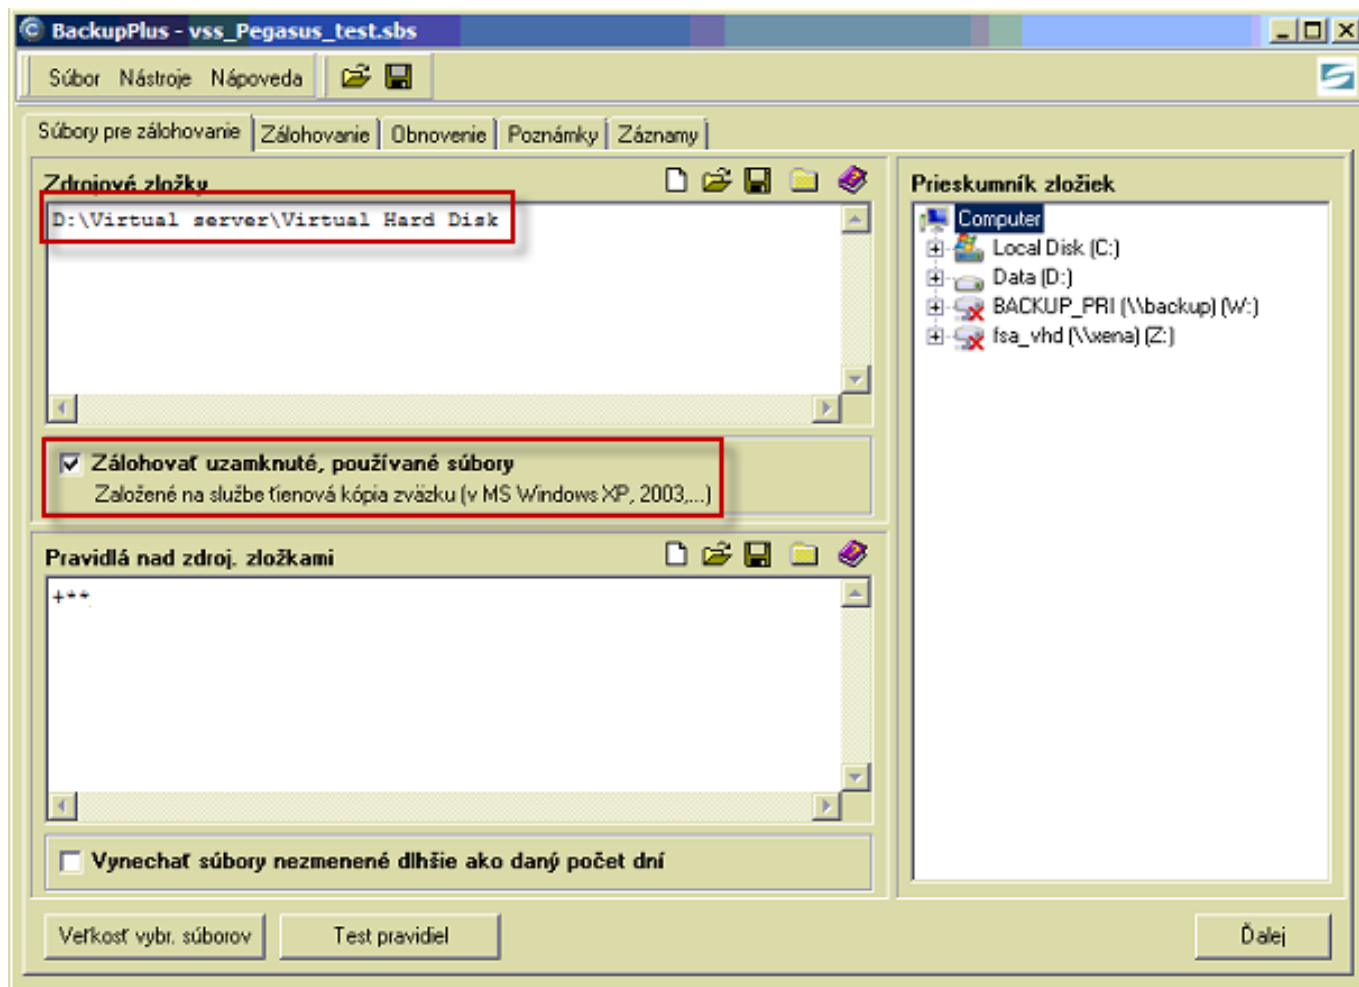 BackupPlus - vss_Pegasus_test.sbs
Súbor Nástroje Nápoveda
Súbory pre zálohovanie Zálohovanie Obnovenie Poznámky Záznamy
Zdrojové zložky
D:\Virtual server\Virtual Hard Disk
Zálohovať uzamknuté, používané súbory
Založené na službe tienová kópia zväzku (v MS Windows XP, 2003,...)
Pravidlá nad zdroj. zložkami
+**
Vynechať súbory nezmenené dlhšie ako daný počet dní
Veľkosť vybr. súborov Test pravidiel
Prieskumník zložiek
Computer
Local Disk (C:)
Data (D:)
BACKUP_PRI (\\backup) (W:)
fsa_vhd (\\xena) (Z:)
Ďalej